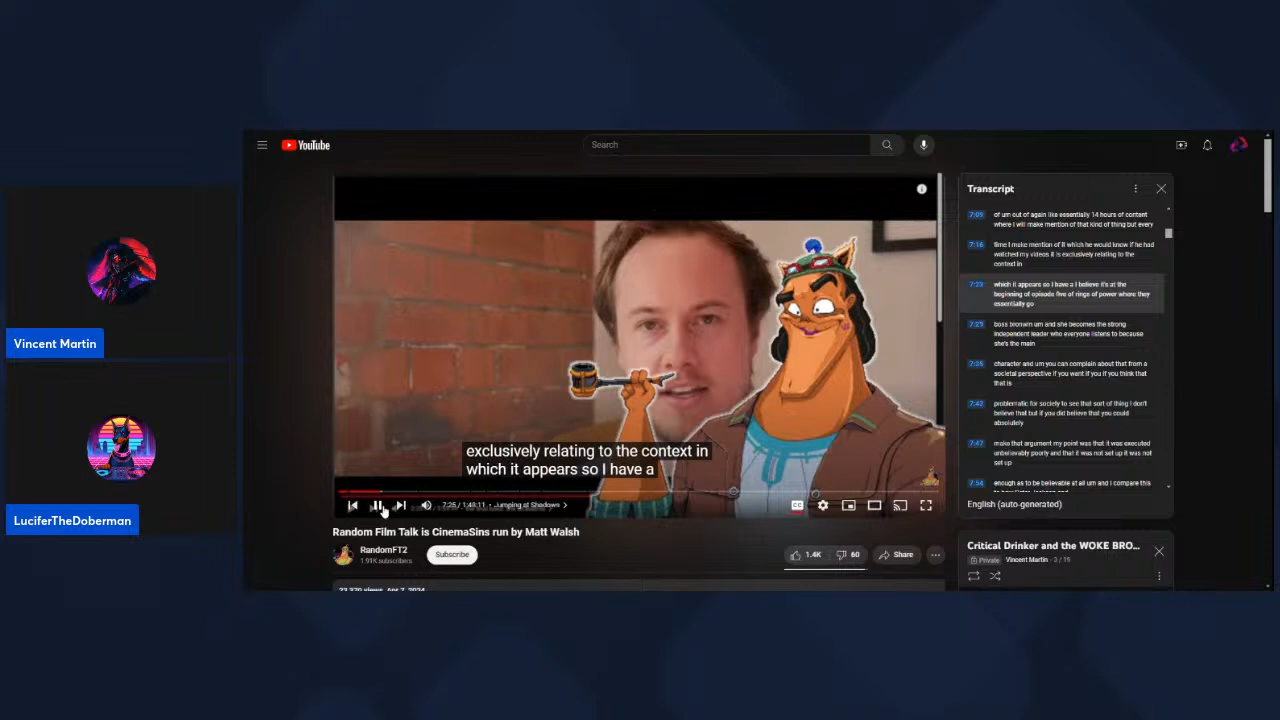 YouTube
Search
Transcript
7:09 of um out of again like essentially 14 hours of content
where I will make mention of that kind of thing but every
7:16 time I make mention of it which he would know if he had
watched my videos it is exclusively relating to the
context in
7:23 which it appears so I have a I believe it's at the
beginning of episode five of rings of power where they
essentially go
7:29 boss bronwin um and she becomes the strong
independent leader who everyone listens to because
she's the main
7:35 character and um you can complain about that from a
societal perspective if you want if you if you think that
that is
7:42 problematic for society to see that sort of thing I don't
believe that but if you did believe that you could
absolutely
7:47 make that argument my point was that it was executed
unbelievably poorly and that it was not set up it was not
set up
7:54 enough as to be believable at all um and I compare this
English (auto-generated)
exclusively relating to the context in
which it appears so I have a
7:25 / 1:48:11 • Jumping at Shadows >
Random Film Talk is CinemaSins run by Matt Walsh
RandomFT2
1.91K subscribers
Subscribe
1.4K
60
Share
Critical Drinker and the WOKE BRO...
Private Vincent Martin - 3 / 15
Vincent Martin
LuciferTheDoberman